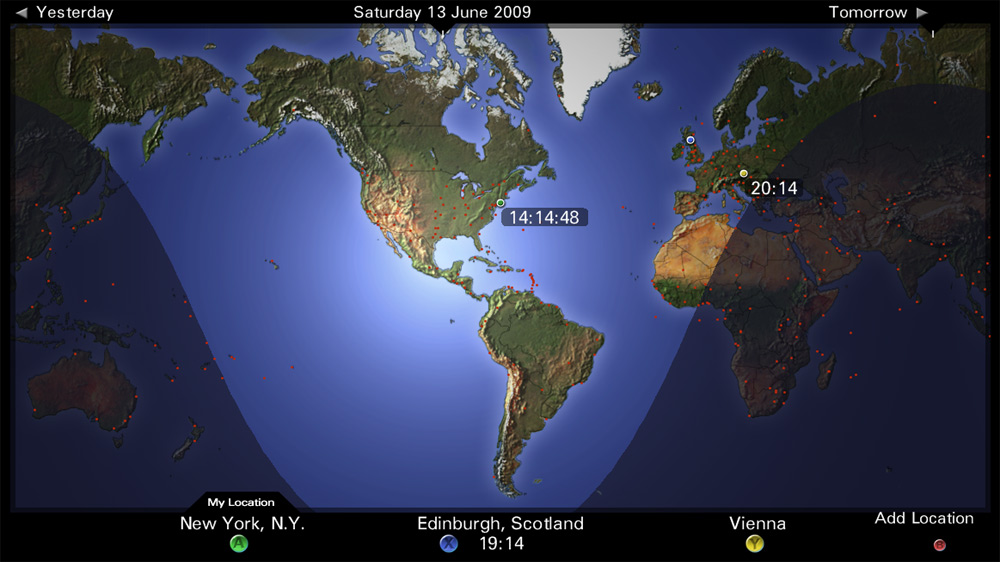 Yesterday
Saturday 13 June 2009
Tomorrow
20:14
14:14:48
My Location
New York, N.Y.
A
Edinburgh, Scotland
X 19:14
Vienna
Y
Add Location
B